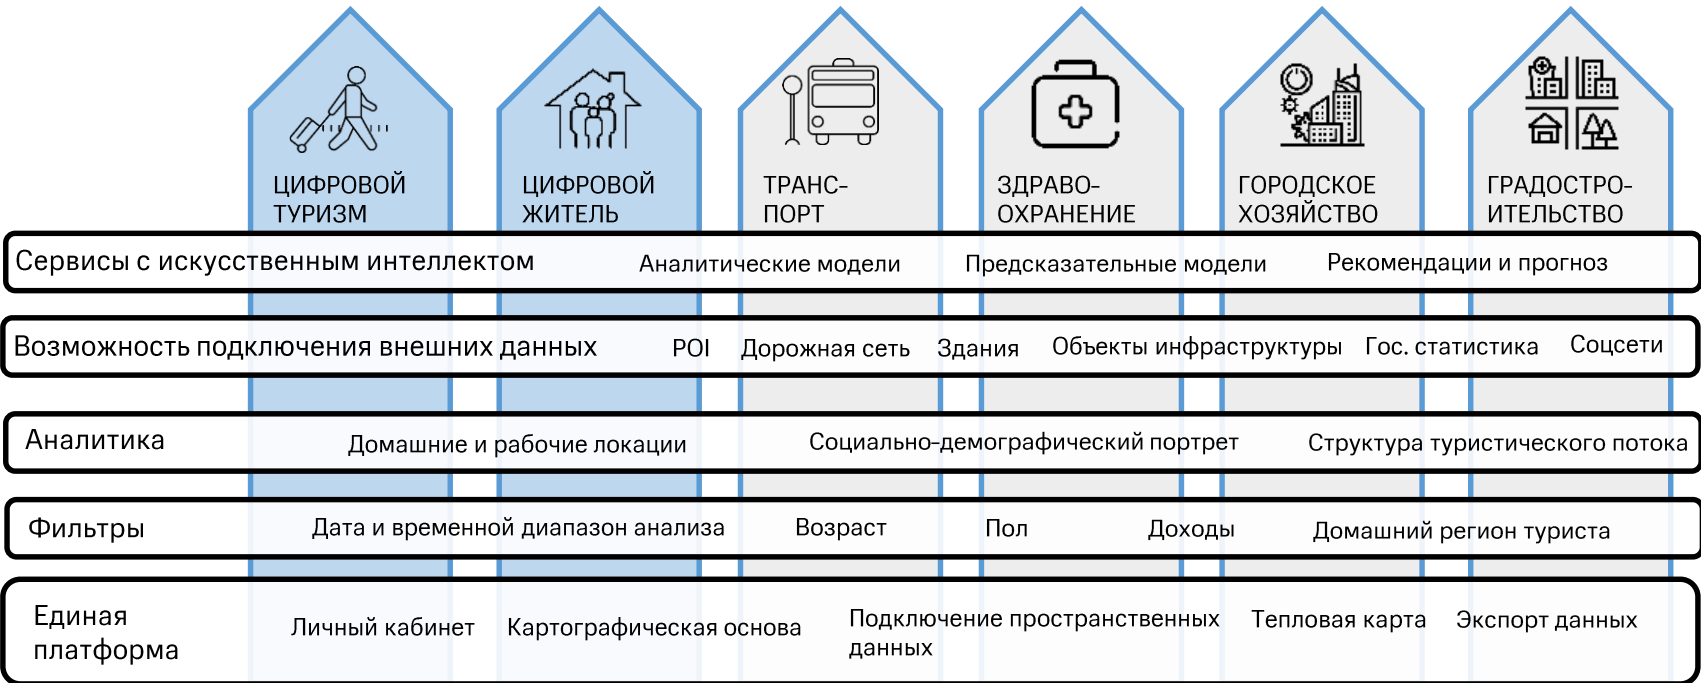 ЦИФРОВОЙ
ТУРИЗМ
ЦИФРОВОЙ
ЖИТЕЛЬ
ТРАНС-
ПОРТ
ЗДРАВО-
ОХРАНЕНИЕ
ГОРОДСКОЕ
ХОЗЯЙСТВО
ГРАДОСТРО-
ИТЕЛЬСТВО
Сервисы с искусственным интеллектом Аналитические модели Предсказательные модели Рекомендации и прогноз
Возможность подключения внешних данных POI Дорожная сеть Здания Объекты инфраструктуры Гос. статистика Соцсети
Аналитика Домашние и рабочие локации Социально-демографический портрет Структура туристического потока
Фильтры Дата и временной диапазон анализа Возраст Пол Доходы Домашний регион туриста
Единая
платформа
Личный кабинет Картографическая основа
Подключение пространственных
данных
Тепловая карта Экспорт данных